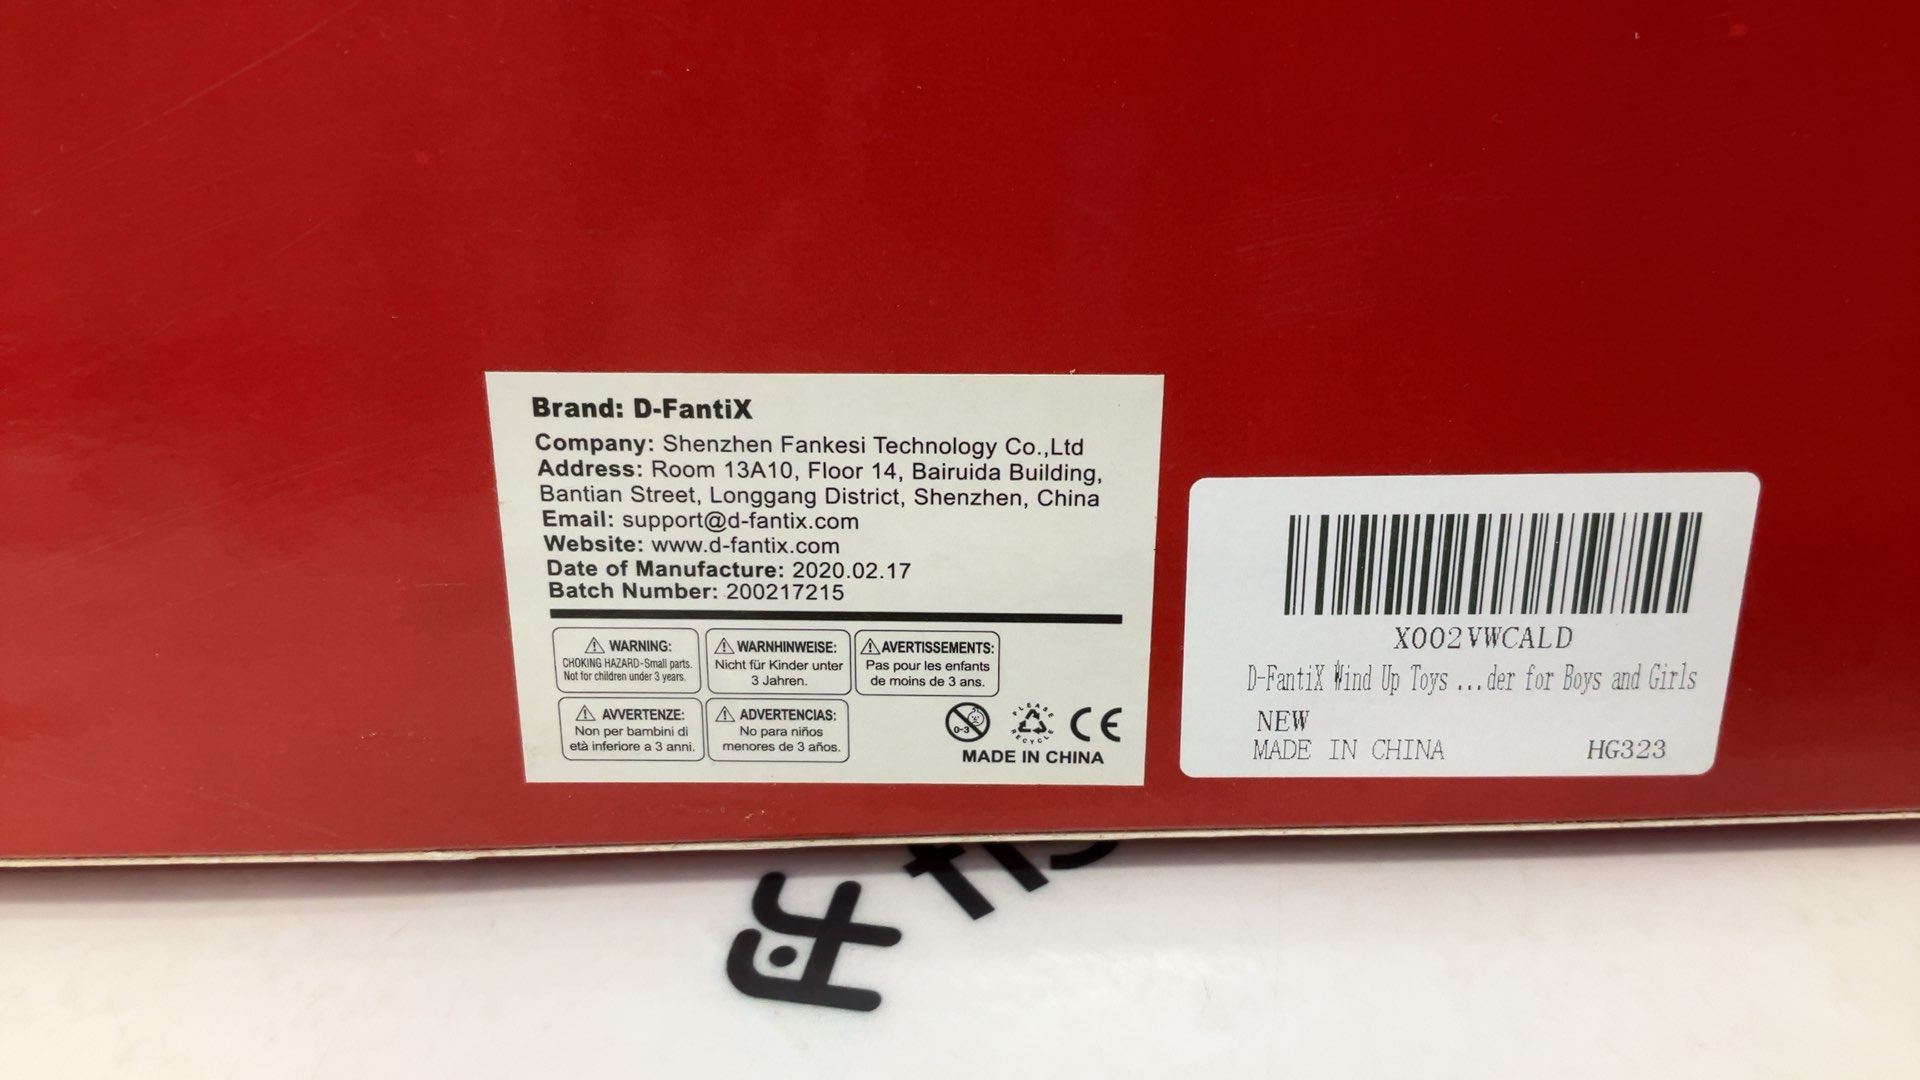 Brand: D-FantiX
Company: Shenzhen Fankesi Technology Co.,Ltd
Address: Room 13A10, Floor 14, Bairuida Building,
Bantian Street, Longgang District, Shenzhen, China
Email: support@d-fantix.com
Website: www.d-fantix.com
Date of Manufacture: 2020.02.17
Batch Number: 200217215
WARNING:
CHOKING HAZARD-Small parts.
Not for children under 3 years.
WARNHINWEISE:
Nicht für Kinder unter
3 Jahren.
AVERTISSEMENTS:
Pas pour les enfants
de moins de 3 ans.
AVVERTENZE:
Non per bambini di
età inferiore a 3 anni.
ADVERTENCIAS:
No para niños
menores de 3 años.
0-3
PLEASE
RECYCLE
CE
MADE IN CHINA
X002VWCALD
D-FantiX Wind Up Toys ...der for Boys and Girls
NEW
MADE IN CHINA HG323